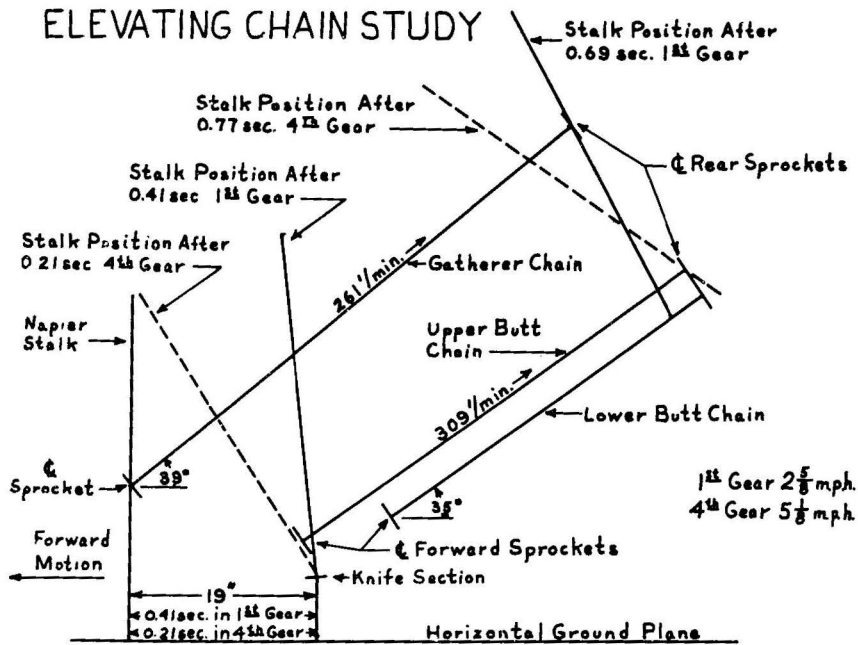 ELEVATING CHAIN STUDY
Stalk Position After
0.69 sec. 1st Gear
Stalk Position After
0.77 sec. 4th Gear
Stalk Position After
0.41 sec 1st Gear
℄ Rear Sprockets
Stalk Position After
0.21 sec 4th Gear
261'/min.
Gatherer Chain
Napier
Stalk
Upper Butt
Chain
309'/min.
Lower Butt Chain
℄
Sprocket
39°
35°
1st Gear 2 5/8 mph.
4th Gear 5 1/8 mph.
℄ Forward Sprockets
Forward
Motion
Knife Section
19"
0.41 sec. in 1st Gear
0.21 sec. in 4th Gear
Horizontal Ground Plane